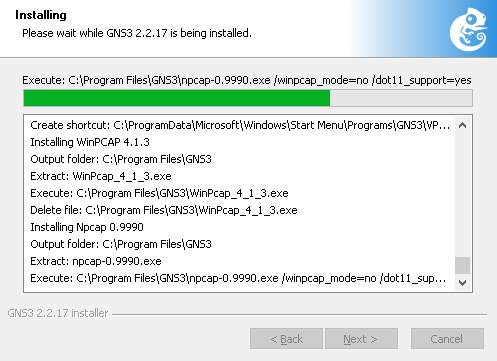 Installing
Please wait while GNS3 2.2.17 is being installed.
Execute: C:\Program Files\GNS3\npcap-0.9990.exe /winpcap_mode=no /dot11_support=yes
Create shortcut: C:\ProgramData\Microsoft\Windows\Start Menu\Programs\GNS3\VP...
Installing WinPCAP 4.1.3
Output folder: C:\Program Files\GNS3
Extract: WinPcap_4_1_3.exe
Execute: C:\Program Files\GNS3\WinPcap_4_1_3.exe
Delete file: C:\Program Files\GNS3\WinPcap_4_1_3.exe
Installing Npcap 0.9990
Output folder: C:\Program Files\GNS3
Extract: npcap-0.9990.exe
Execute: C:\Program Files\GNS3\npcap-0.9990.exe /winpcap_mode=no /dot11_sup...
GNS3 2.2.17 installer
< Back Next > Cancel